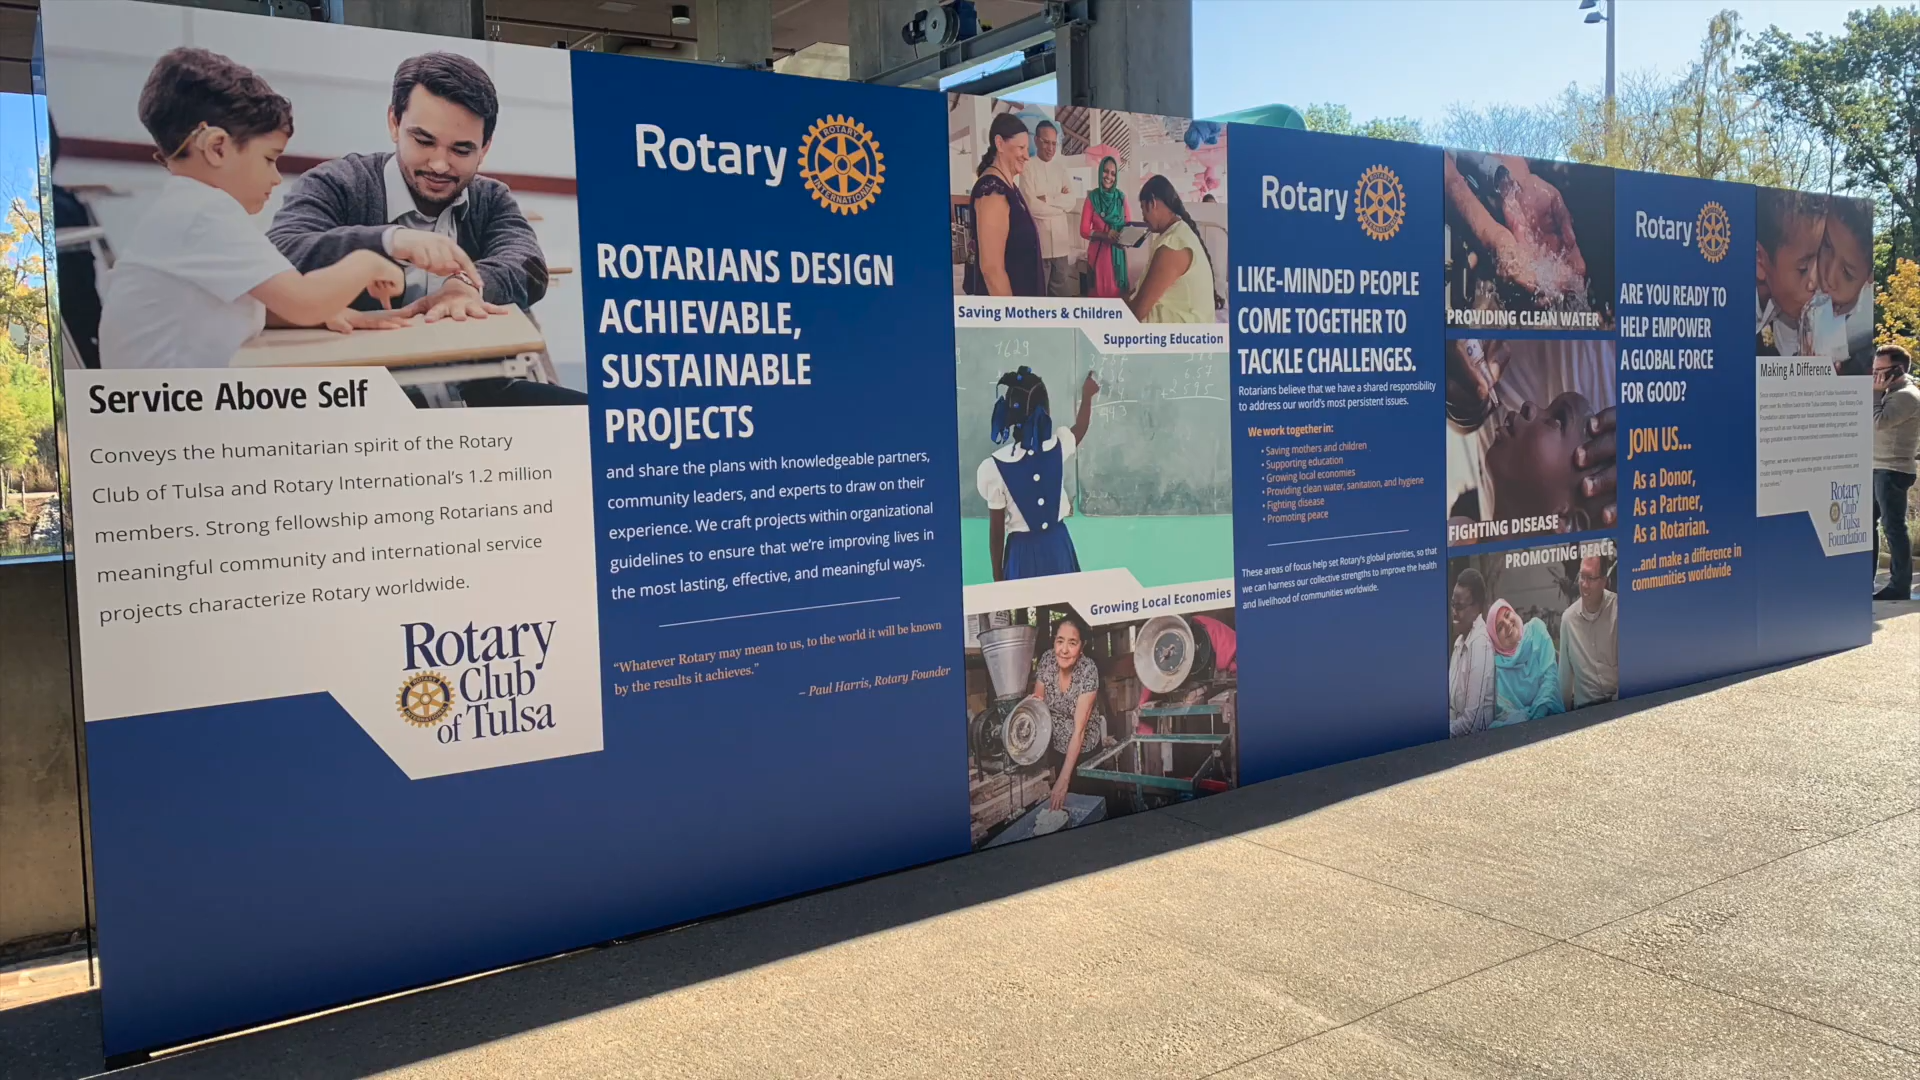 Service Above Self
Conveys the humanitarian spirit of the Rotary
Club of Tulsa and Rotary International's 1.2 million
members. Strong fellowship among Rotarians and
meaningful community and international service
projects characterize Rotary worldwide.
Rotary
Club
of Tulsa
Rotary
ROTARY
INTERNATIONAL
ROTARIANS DESIGN
ACHIEVABLE,
SUSTAINABLE
PROJECTS
and share the plans with knowledgeable partners,
community leaders, and experts to draw on their
experience. We craft projects within organizational
guidelines to ensure that we're improving lives in
the most lasting, effective, and meaningful ways.
"Whatever Rotary may mean to us, to the world it will be known
by the results it achieves."
– Paul Harris, Rotary Founder
Saving Mothers & Children
Supporting Education
1629
Growing Local Economies
Rotary
LIKE-MINDED PEOPLE
COME TOGETHER TO
TACKLE CHALLENGES.
Rotarians believe that we have a shared responsibility
to address our world's most persistent issues.
We work together in:
• Saving mothers and children
• Supporting education
• Growing local economies
• Providing clean water, sanitation, and hygiene
• Fighting disease
• Promoting peace
These areas of focus help set Rotary's global priorities, so that
we can harness our collective strengths to improve the health
and livelihood of communities worldwide.
PROVIDING CLEAN WATER
FIGHTING DISEASE
PROMOTING PEACE
Rotary
ARE YOU READY TO
HELP EMPOWER
A GLOBAL FORCE
FOR GOOD?
JOIN US...
As a Donor,
As a Partner,
As a Rotarian.
...and make a difference in
communities worldwide
Making A Difference
Rotary
Club
of Tulsa
Foundation